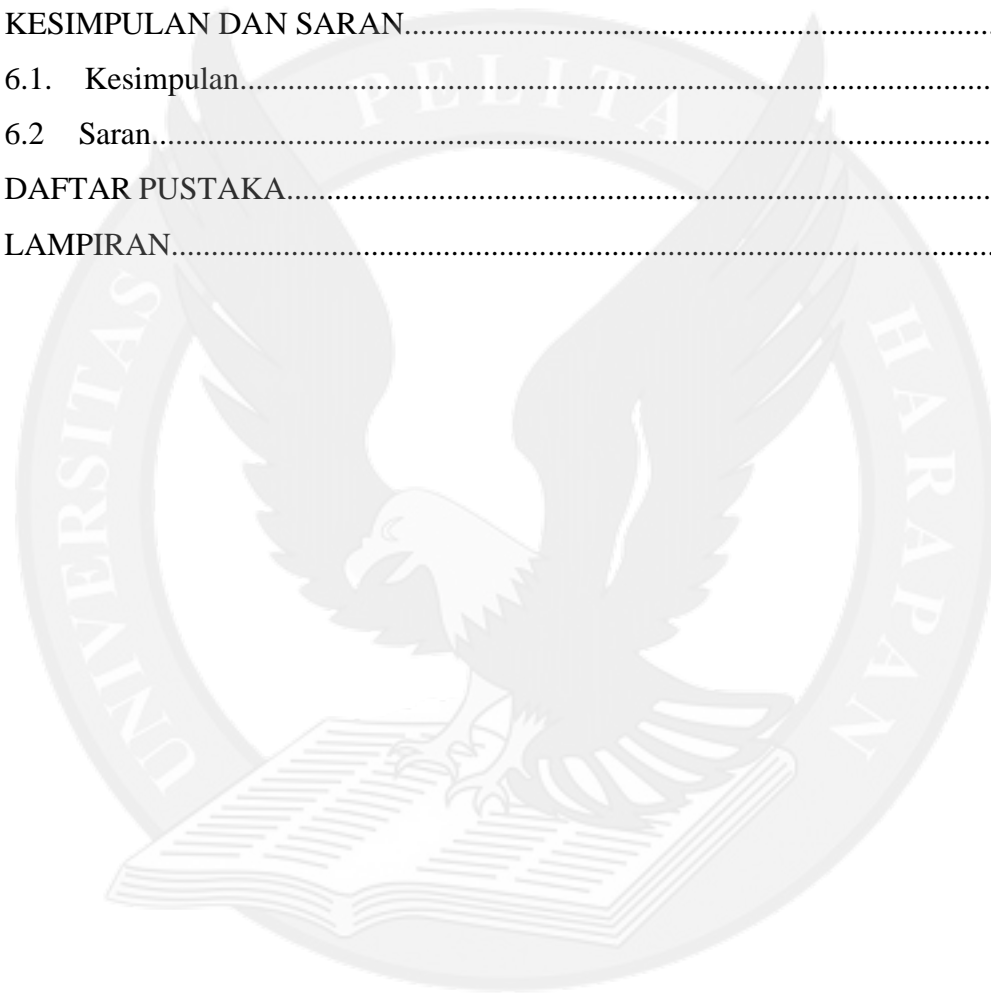 KESIMPULAN DAN SARAN........................................................................
6.1. Kesimpulan........................................................................
6.2 Saran........................................................................
DAFTAR PUSTAKA........................................................................
LAMPIRAN........................................................................
UNIVERSITAS PELITA HARAPAN